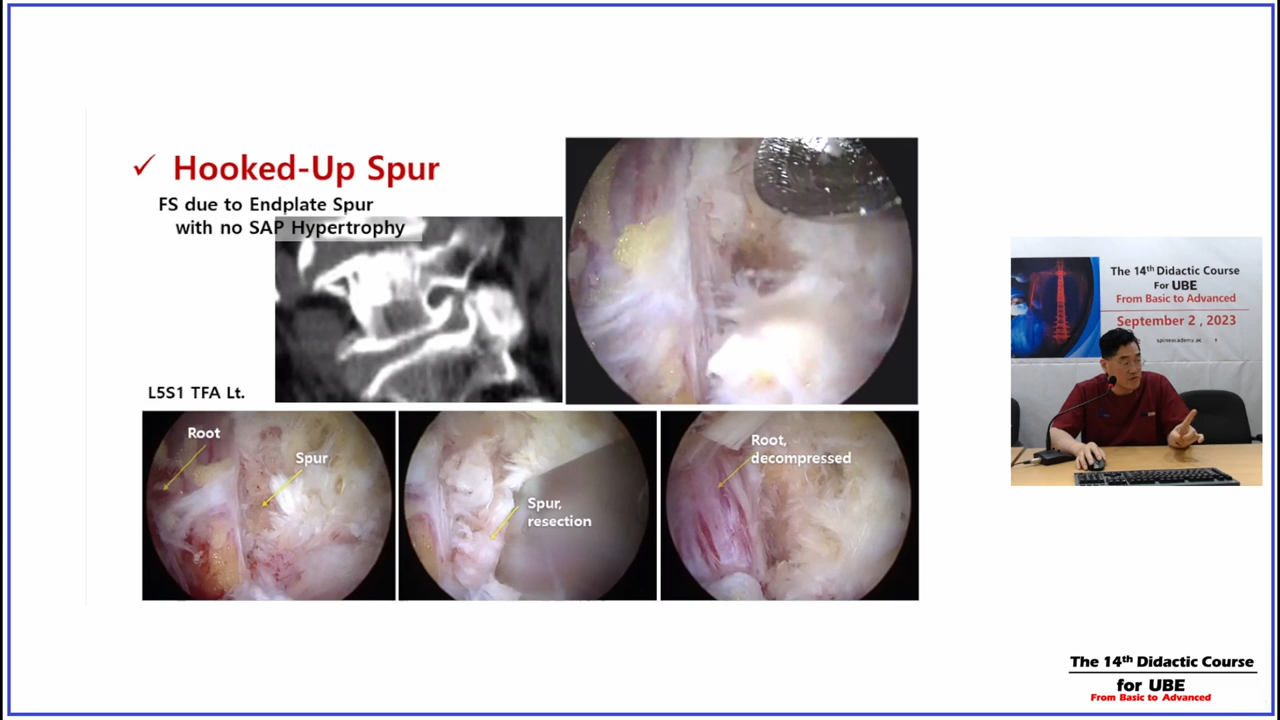 ✓ Hooked-Up Spur
FS due to Endplate Spur
with no SAP Hypertrophy
L5S1 TFA Lt.
Root
Spur
Spur,
resection
Root,
decompressed
The 14th Didactic Course
For UBE
From Basic to Advanced
September 2 , 2023
spineacademy.ac
The 14th Didactic Course
for UBE
From Basic to Advanced